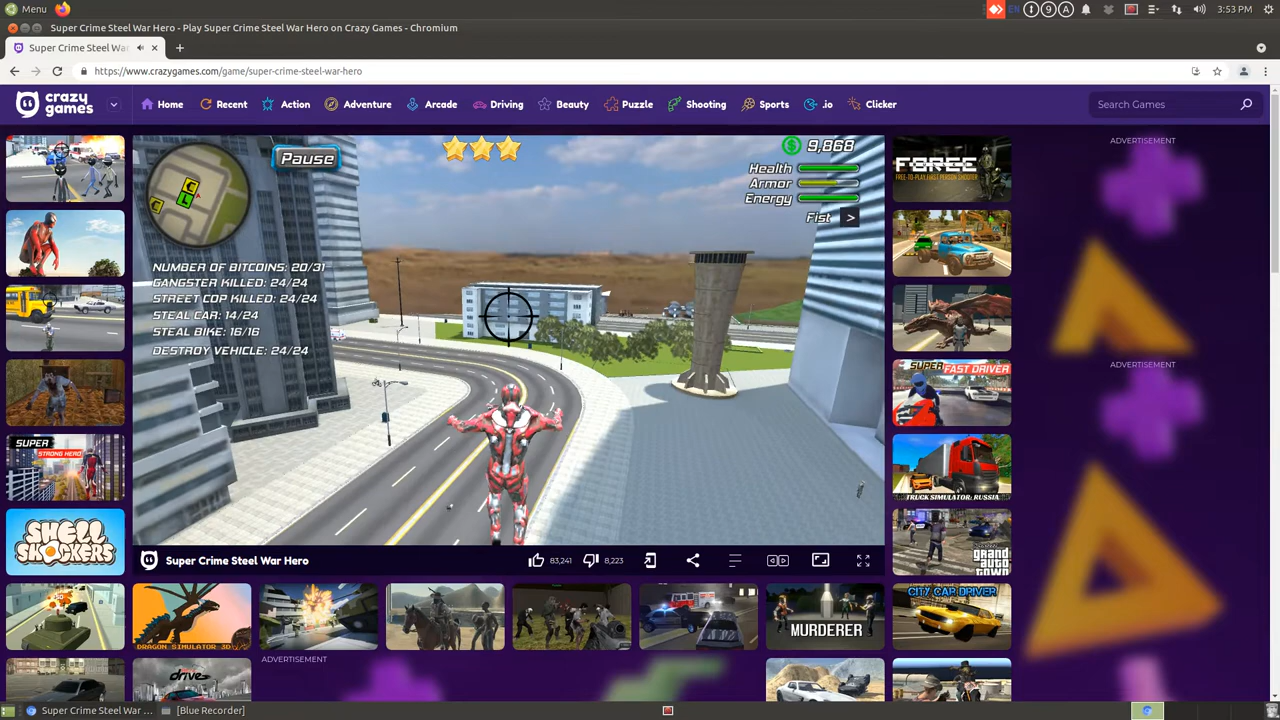 Menu
EN
3:53 PM
Super Crime Steel War Hero - Play Super Crime Steel War Hero on Crazy Games - Chromium
Super Crime Steel War
https://www.crazygames.com/game/super-crime-steel-war-hero
crazy games
Home
Recent
Action
Adventure
Arcade
Driving
Beauty
Puzzle
Shooting
Sports
.io
Clicker
Search Games
Pause
9,868
Health
Armor
Energy
Fist >
C
C
L
NUMBER OF BITCOINS: 20/31
GANGSTER KILLED: 24/24
STREET COP KILLED: 24/24
STEAL CAR: 14/24
STEAL BIKE: 16/16
DESTROY VEHICLE: 24/24
ADVERTISEMENT
FORCE
FREE-TO-PLAY FIRST PERSON SHOOTER
SUPER FAST DRIVER
TRUCK SIMULATOR: RUSSIA
GRAND
TOWN
ADVERTISEMENT
SUPER
STRONG HERO
SHELL
SHOCKERS
Super Crime Steel War Hero
83,241
8,223
DRAGON SIMULATOR 3D
MURDERER
CITY CAR DRIVER
drive
ADVERTISEMENT
Super Crime Steel War ...
[Blue Recorder]